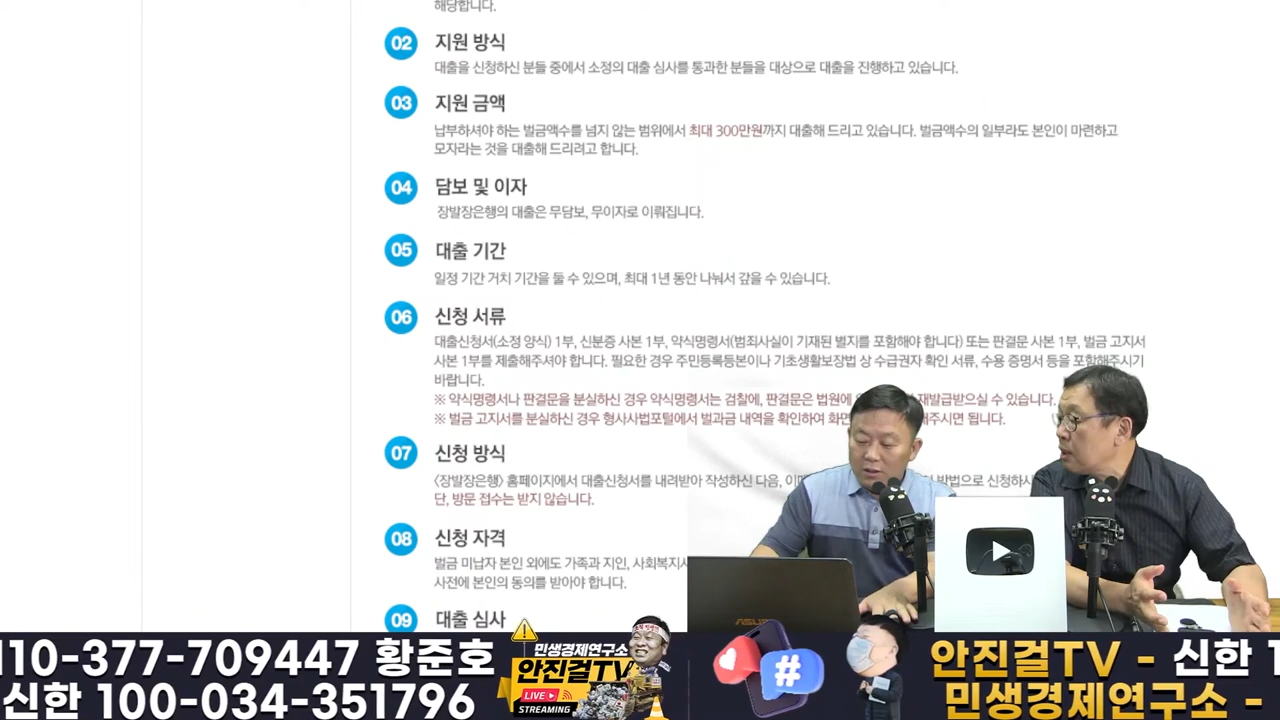 해당합니다.
02 지원 방식
대출을 신청하신 분들 중에서 소정의 대출 심사를 통과한 분들을 대상으로 대출을 진행하고 있습니다.
03 지원 금액
납부하셔야 하는 벌금액수를 넘지 않는 범위에서 최대 300만원까지 대출해 드리고 있습니다. 벌금액수의 일부라도 본인이 마련하고
모자라는 것을 대출해 드리려고 합니다.
04 담보 및 이자
장발장은행의 대출은 무담보, 무이자로 이뤄집니다.
05 대출 기간
일정 기간 거치 기간을 둘 수 있으며, 최대 1년 동안 나눠서 갚을 수 있습니다.
06 신청 서류
대출신청서(소정 양식) 1부, 신분증 사본 1부, 약식명령서(범죄사실이 기재된 별지를 포함해야 합니다) 또는 판결문 사본 1부, 벌금 고지서
사본 1부를 제출해주셔야 합니다. 필요한 경우 주민등록등본이나 기초생활보장법 상 수급권자 확인 서류, 수용 증명서 등을 포함해주시기
바랍니다.
※ 약식명령서나 판결문을 분실하신 경우 약식명령서는 검찰에, 판결문은 법원에 재발급받으실 수 있습니다.
※ 벌금 고지서를 분실하신 경우 형사사법포털에서 벌과금 내역을 확인하여 해주시면 됩니다.
07 신청 방식
<장발장은행> 홈페이지에서 대출신청서를 내려받아 작성하신 다음, 방법으로
단, 방문 접수는 받지 않습니다.
08 신청 자격
벌금 미납자 본인 외에도 가족과 지인,
사전에 본인의 동의를 받아야 합니다.
09 대출 심사
ASUS
110-377-709447 황준호
신한 100-034-351796
민생경제연구소
안진걸TV
LIVE
STREAMING
#
안진걸TV - 신한 1
민생경제연구소 -